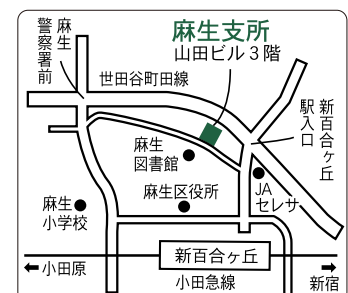 麻生
警察署前
麻生支所
山田ビル3階
世田谷町田線
新百合ヶ丘
駅入口
麻生
図書館
JA
セレサ
麻生区役所
麻生
小学校
新百合ヶ丘
小田原
小田急線
新宿